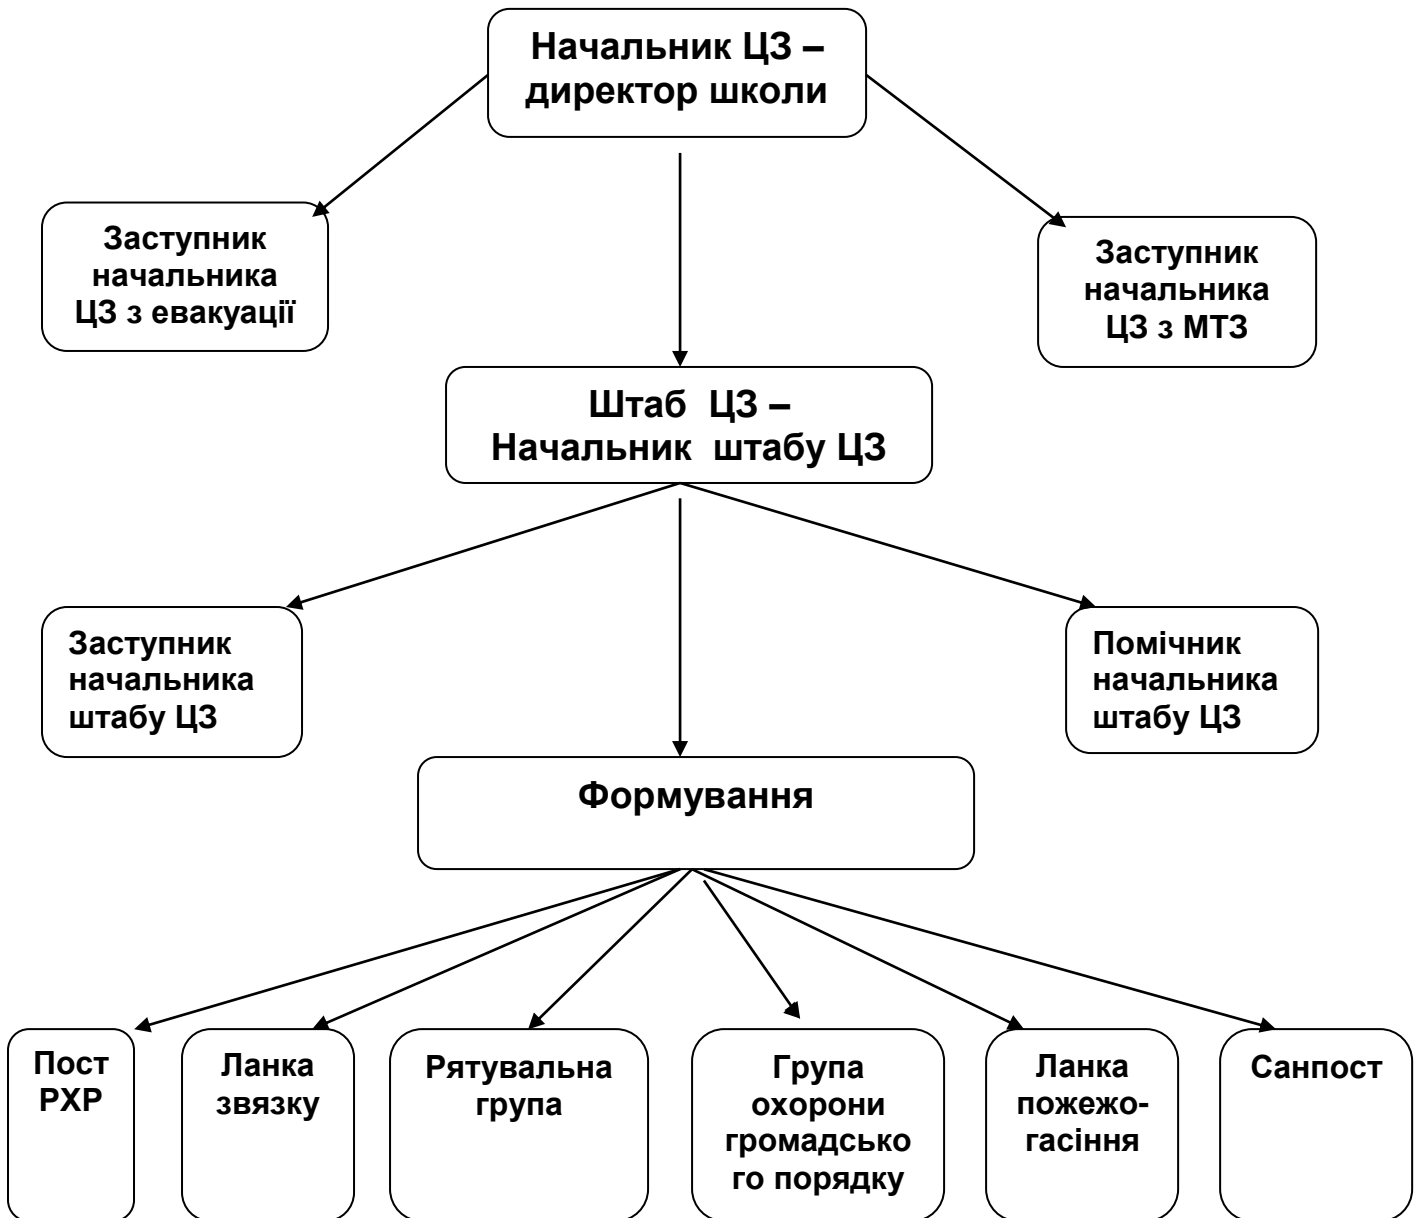 Начальник ЦЗ –
директор школи
Заступник
начальника
ЦЗ з евакуації
Заступник
начальника
ЦЗ з МТЗ
Штаб ЦЗ –
Начальник штабу ЦЗ
Заступник
начальника
штабу ЦЗ
Помічник
начальника
штабу ЦЗ
Формування
Пост
РХР
Ланка
звязку
Рятувальна
група
Група
охорони
громадсько
го порядку
Ланка
пожежо-
гасіння
Санпост